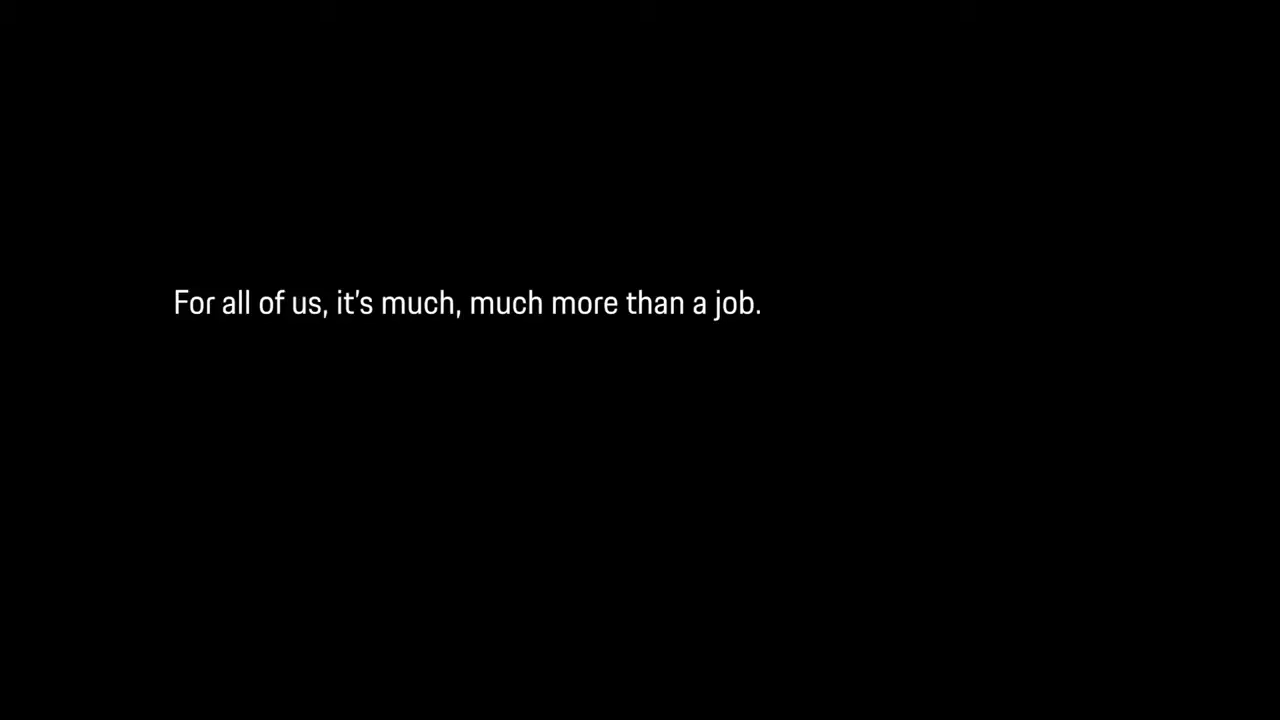 For all of us, it’s much, much more than a job.